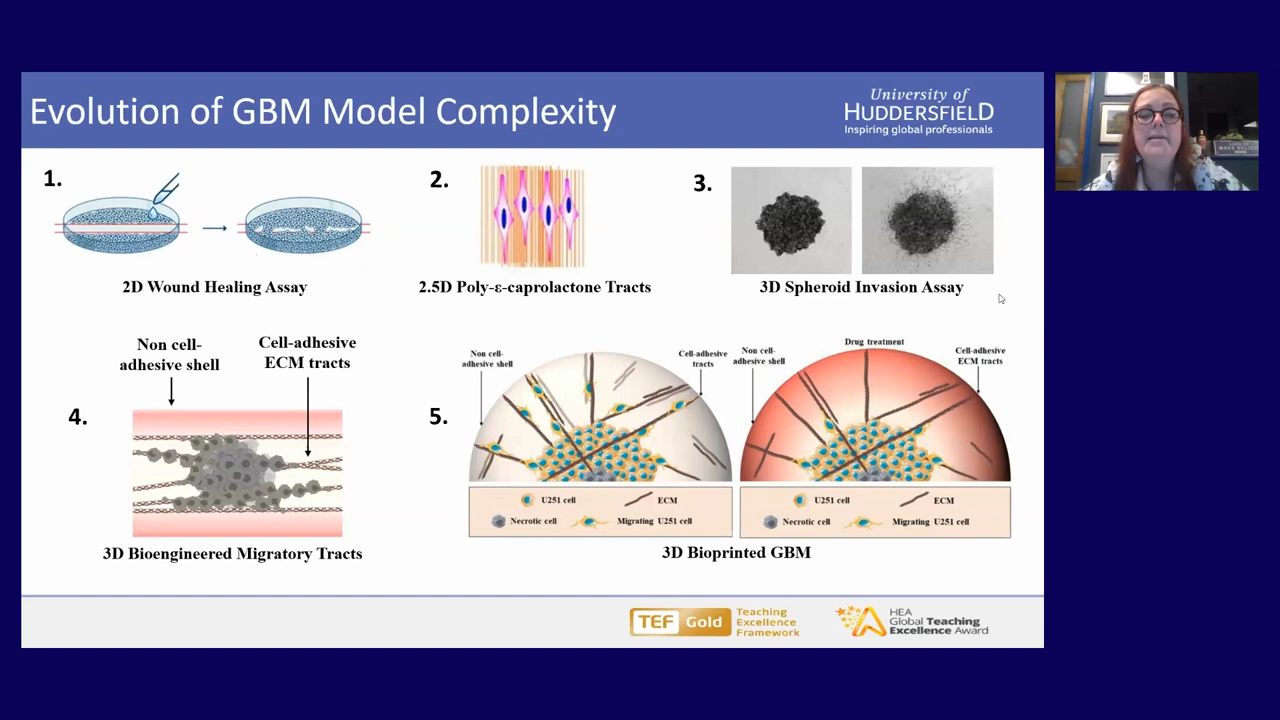 Evolution of GBM Model Complexity
University of
HUDDERSFIELD
Inspiring global professionals
1.
2D Wound Healing Assay
2.
2.5D Poly-ε-caprolactone Tracts
3.
3D Spheroid Invasion Assay
Non cell-
adhesive shell
Cell-adhesive
ECM tracts
4.
3D Bioengineered Migratory Tracts
5.
Non cell-
adhesive shell
Cell-adhesive
tracts
U251 cell
ECM
Necrotic cell
Migrating U251 cell
Drug treatment
Non cell-
adhesive shell
Cell-adhesive
ECM tracts
U251 cell
ECM
Necrotic cell
Migrating U251 cell
3D Bioprinted GBM
TEF Gold
Teaching
Excellence
Framework
HEA
Global Teaching
Excellence Award